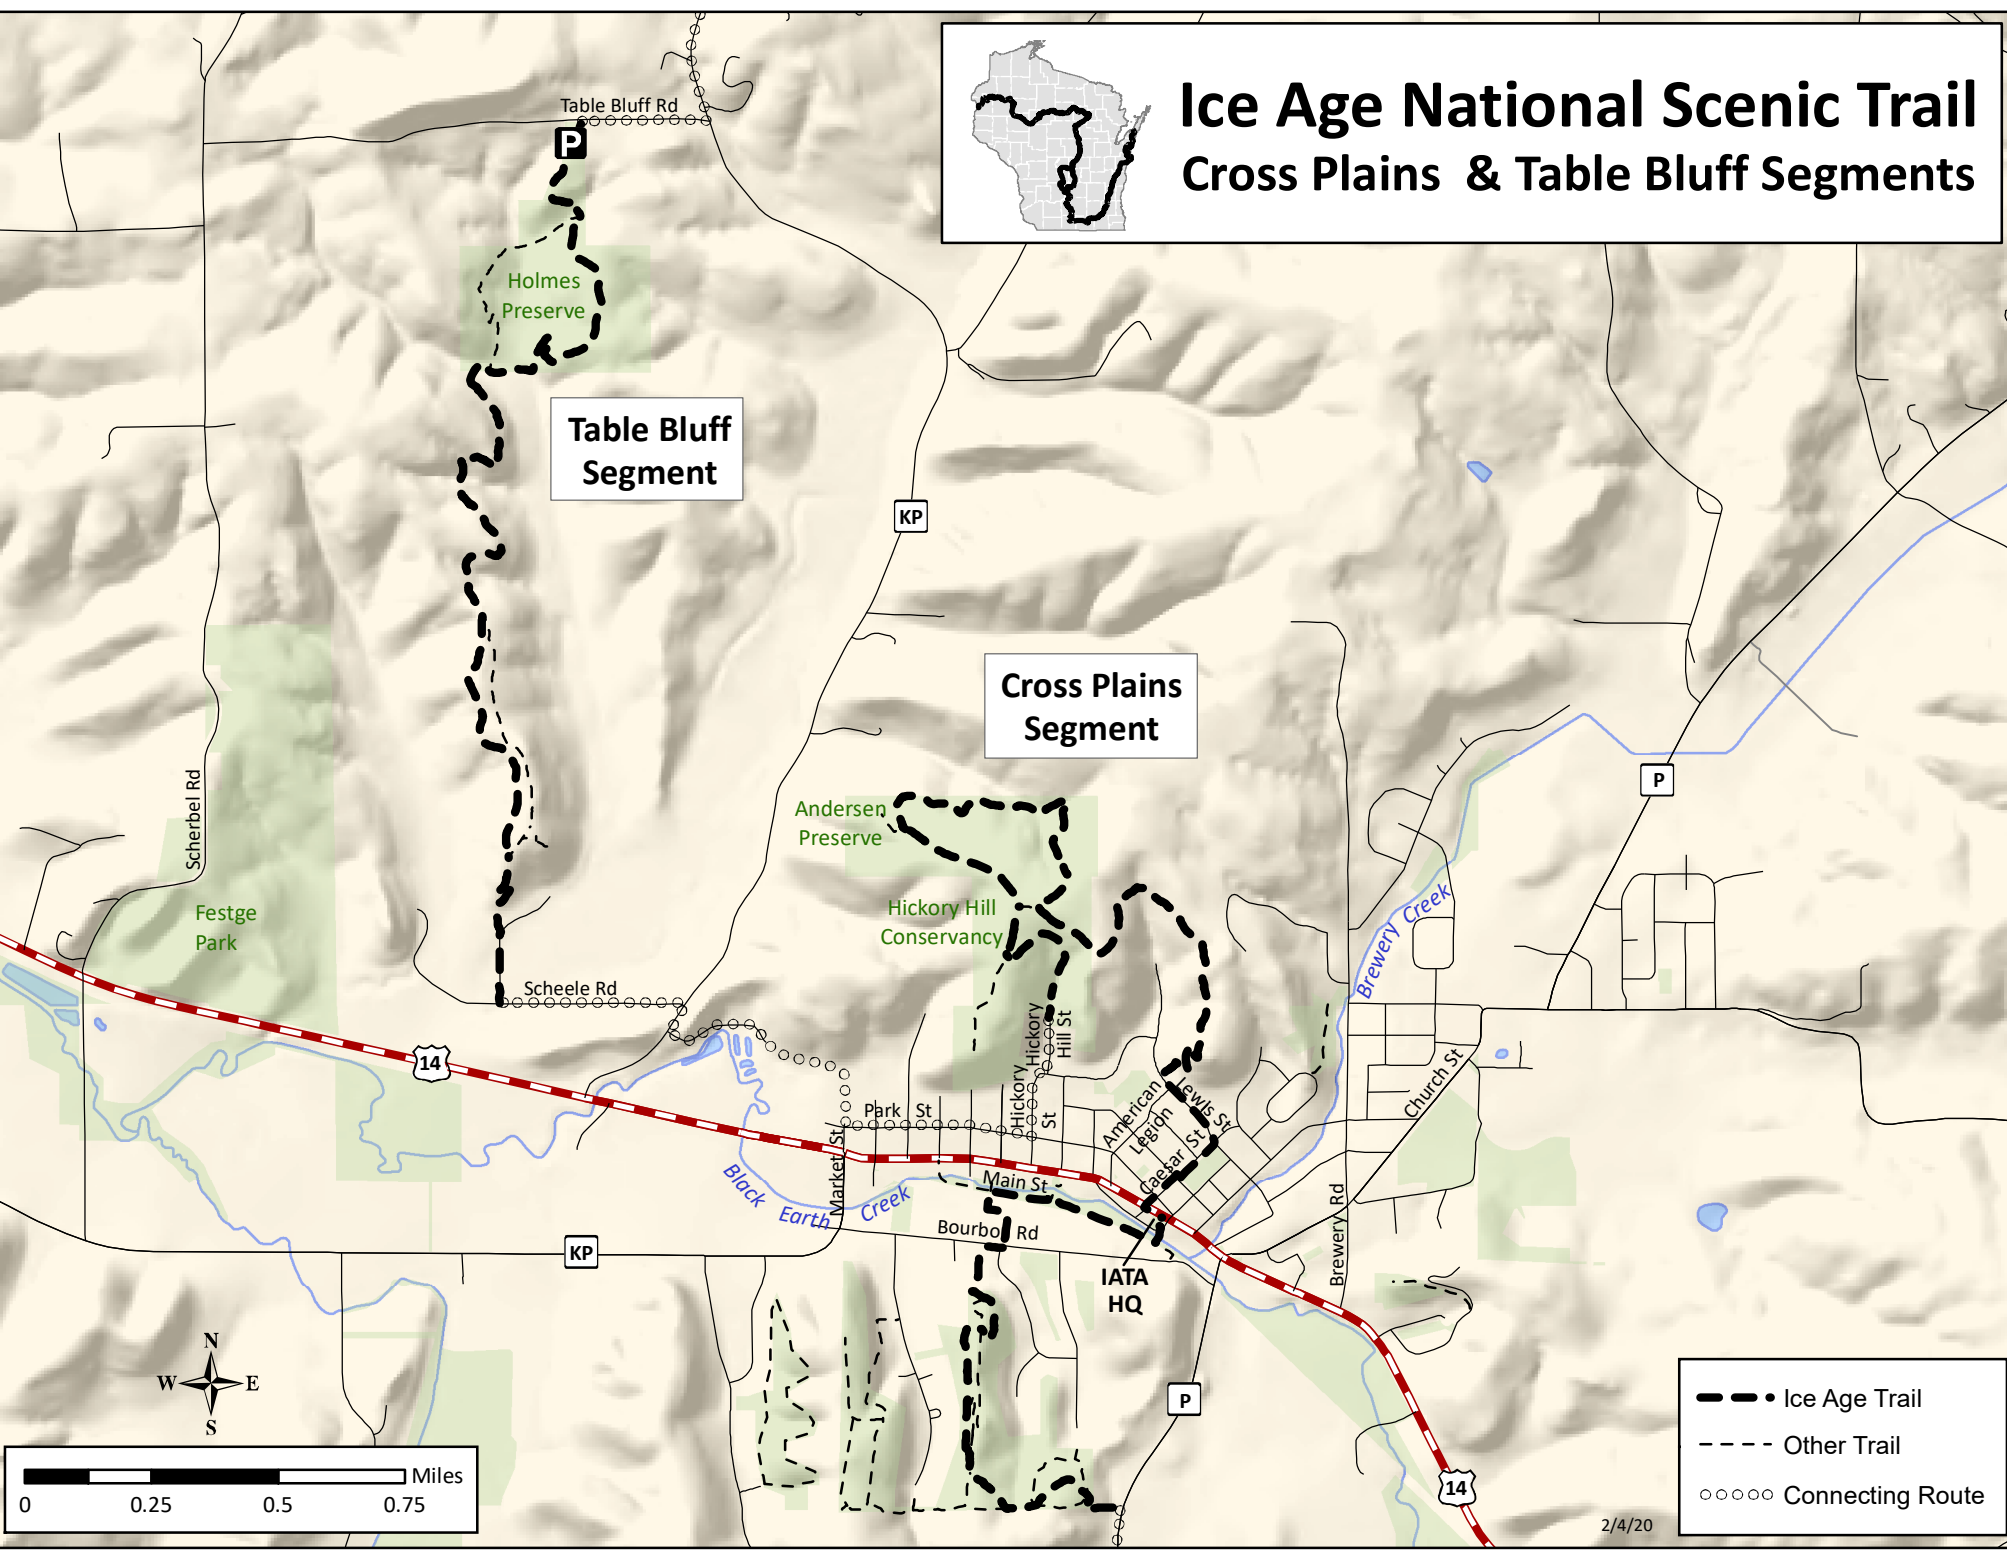 Ice Age National Scenic Trail
Cross Plains & Table Bluff Segments
Table Bluff Rd
P
Holmes
Preserve
Table Bluff
Segment
KP
Cross Plains
Segment
P
Scherbel Rd
Andersen
Preserve
Hickory Hill
Conservancy
Festge
Park
Brewery Creek
Scheele Rd
Hickory
Hill St
14
Park St
Hickory
St
American
Legion
Lewis St
Caesar St
Church St
Market St
Main St
Black Earth Creek
Bourbon Rd
Brewery Rd
KP
IATA
HQ
N
W E
S
P
14
Miles
0 0.25 0.5 0.75
Ice Age Trail
Other Trail
Connecting Route
2/4/20